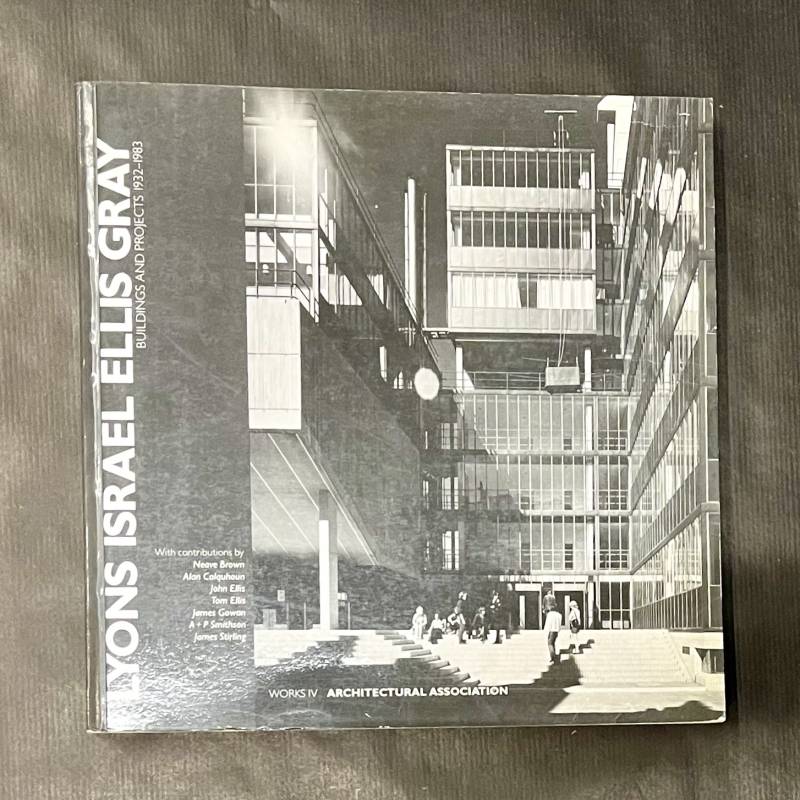 LYONS ISRAEL ELLIS GRAY
BUILDINGS AND PROJECTS 1932–1983
With contributions by
Neave Brown
Alan Colquhoun
John Ellis
Tom Ellis
James Gowan
A + P Smithson
James Stirling
WORKS IV ARCHITECTURAL ASSOCIATION